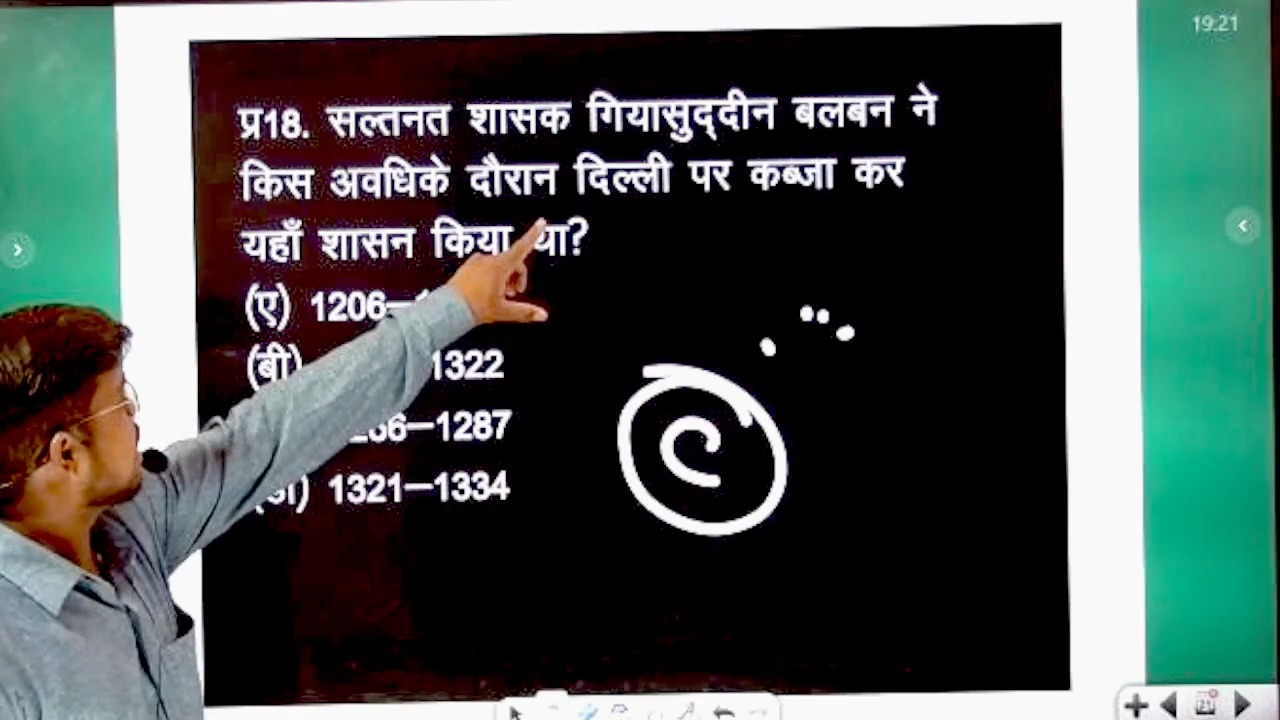 19:21
प्र18. सल्तनत शासक गियासुद्दीन बलबन ने
किस अवधिके दौरान दिल्ली पर कब्जा कर
यहाँ शासन किया था?
(ए) 1206–
(बी) 1322
1287
1321–1334
C